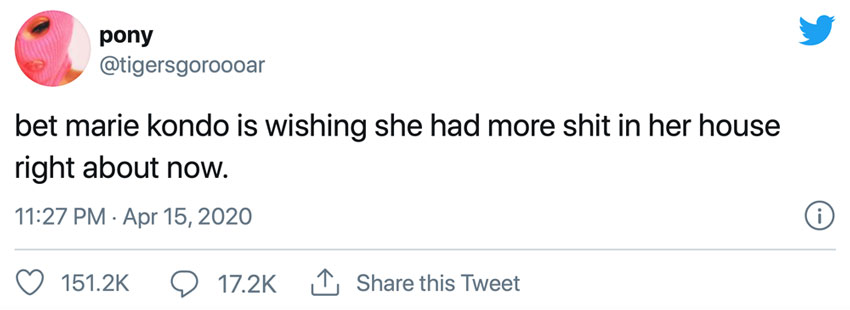 pony
@tigersgoroooar
bet marie kondo is wishing she had more shit in her house
right about now.
11:27 PM · Apr 15, 2020
151.2K 17.2K Share this Tweet